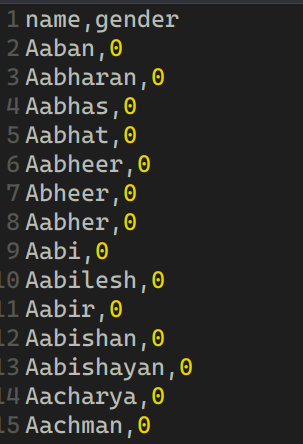 1 name,gender
2 Aaban,0
3 Aabharan,0
4 Aabhas,0
5 Aabhat,0
6 Aabheer,0
7 Abheer,0
8 Aabher,0
9 Aabi,0
10 Aabilesh,0
11 Aabir,0
12 Aabishan,0
13 Aabishayan,0
14 Aacharya,0
15 Aachman,0